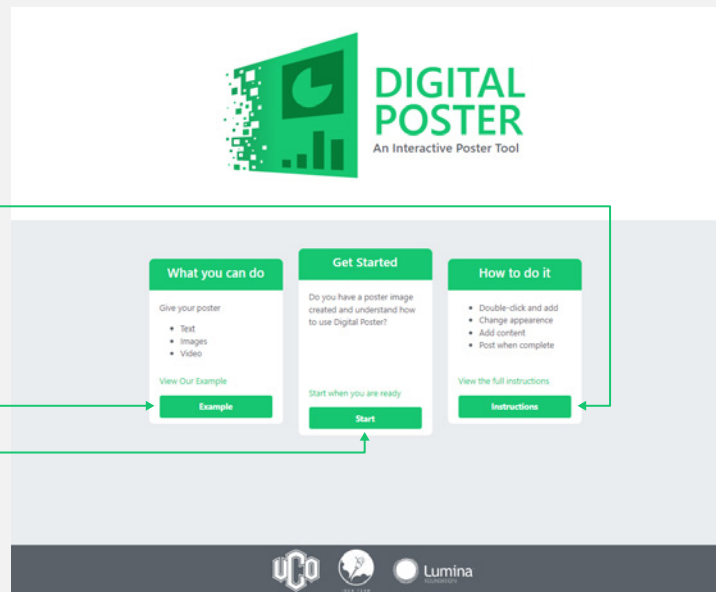 DIGITAL
POSTER
An Interactive Poster Tool
What you can do
Give your poster
Text
Images
Video
View Our Example
Example
Get Started
Do you have a poster image
created and understand how
to use Digital Poster?
Start when you are ready
Start
How to do it
Double-click and add
Change appearence
Add content
Post when complete
View the full instructions
Instructions
UCO
Lumina
FOUNDATION